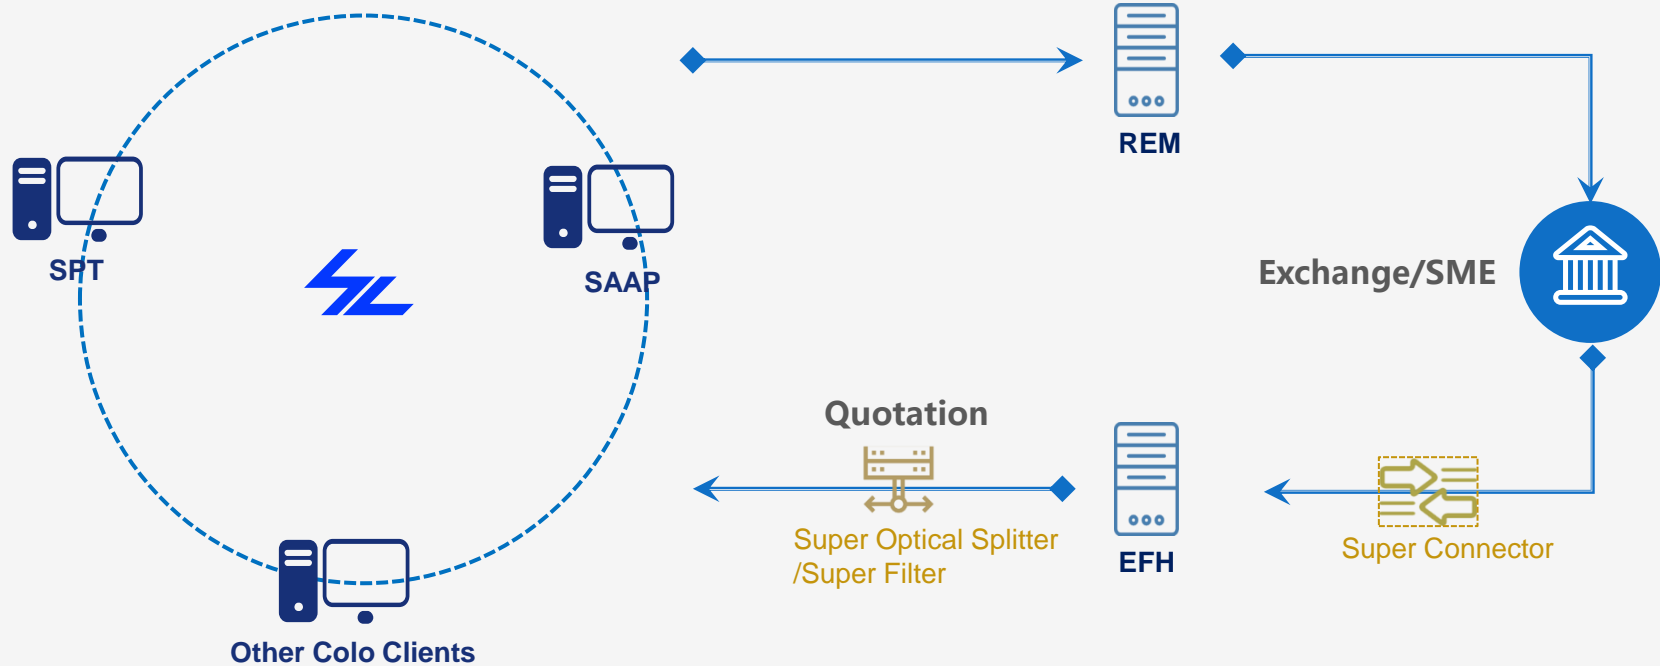 REM
SPT
SAAP
Exchange/SME
Quotation
Super Optical Splitter
/Super Filter
EFH
Super Connector
Other Colo Clients